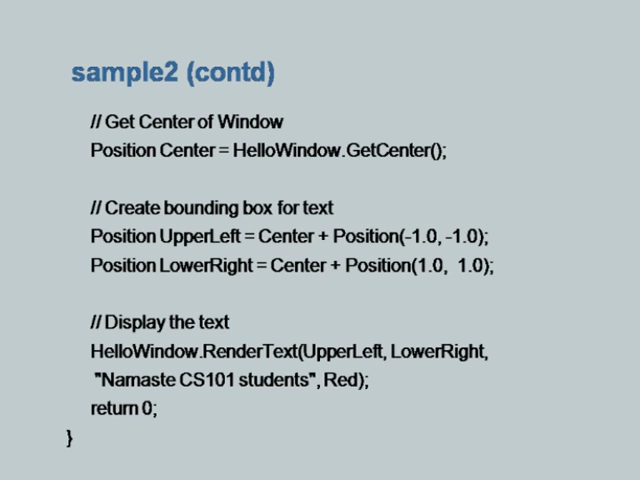 sample2 (contd)
// Get Center of Window
Position Center = HelloWindow.GetCenter();
// Create bounding box for text
Position UpperLeft = Center + Position(-1.0, -1.0);
Position LowerRight = Center + Position(1.0,  1.0);
// Display the text
HelloWindow.RenderText(UpperLeft, LowerRight,
"Namaste CS101 students", Red);
return 0;
}